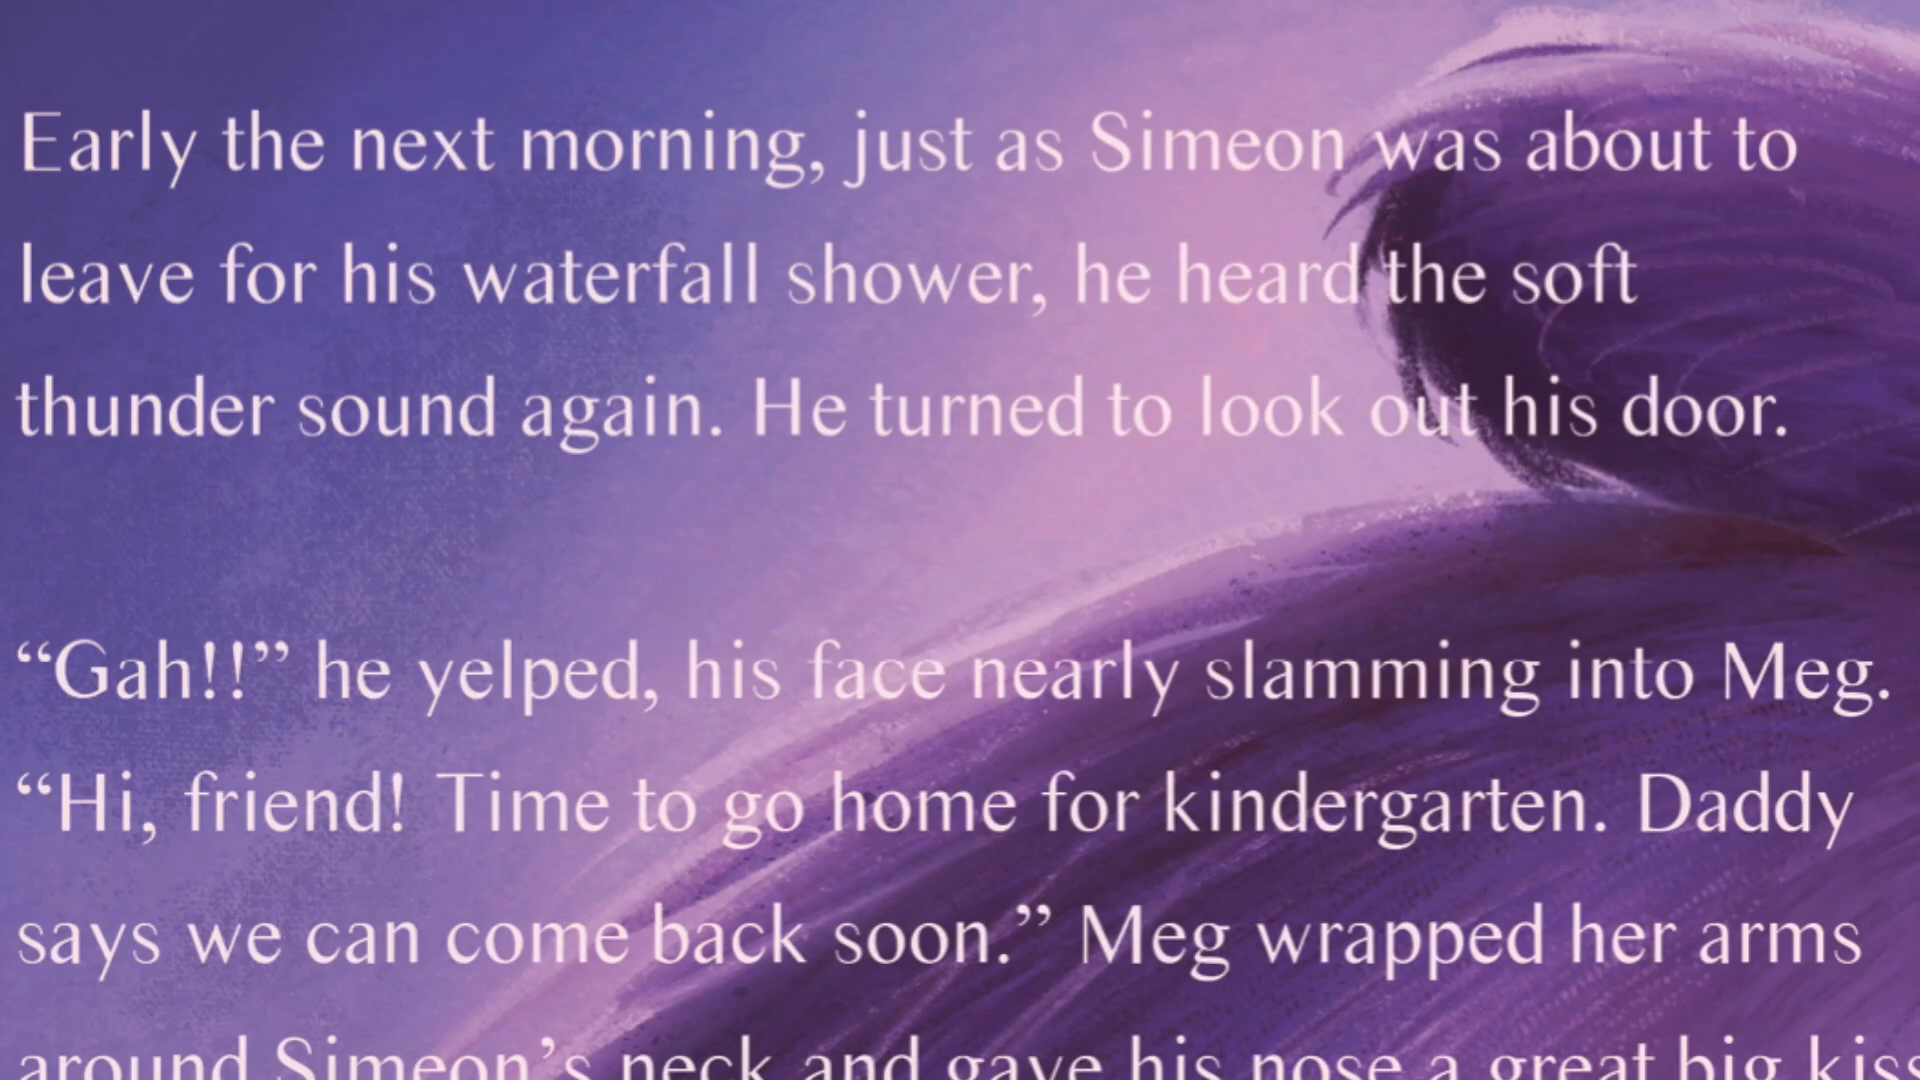 Early the next morning, just as Simeon was about to
leave for his waterfall shower, he heard the soft
thunder sound again. He turned to look out his door.
“Gah!!” he yelped, his face nearly slamming into Meg.
“Hi, friend! Time to go home for kindergarten. Daddy
says we can come back soon.” Meg wrapped her arms
around Simeon’s neck and gave his nose a great big kiss